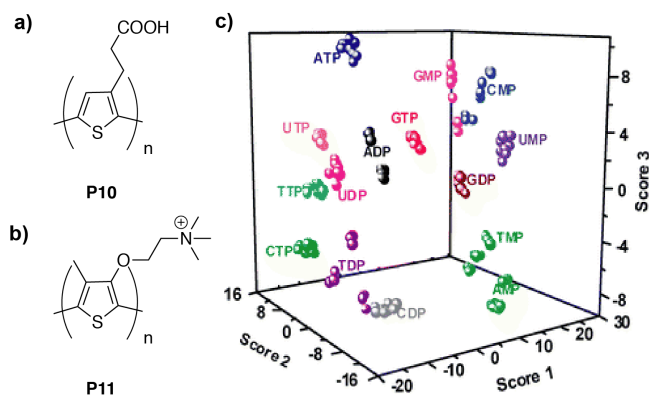 a)
COOH
S
n
P10
b)
+
N
O
S
n
P11
c)
ATP
GMP
CMP
UTP
GTP
ADP
UMP
TTP
UDP
GDP
CTP
TDP
TMP
AMP
CDP
8
4
0
-4
-8
Score 3
16
8
0
-8
-16
Score 2
-20
-10
0
10
20
30
Score 1